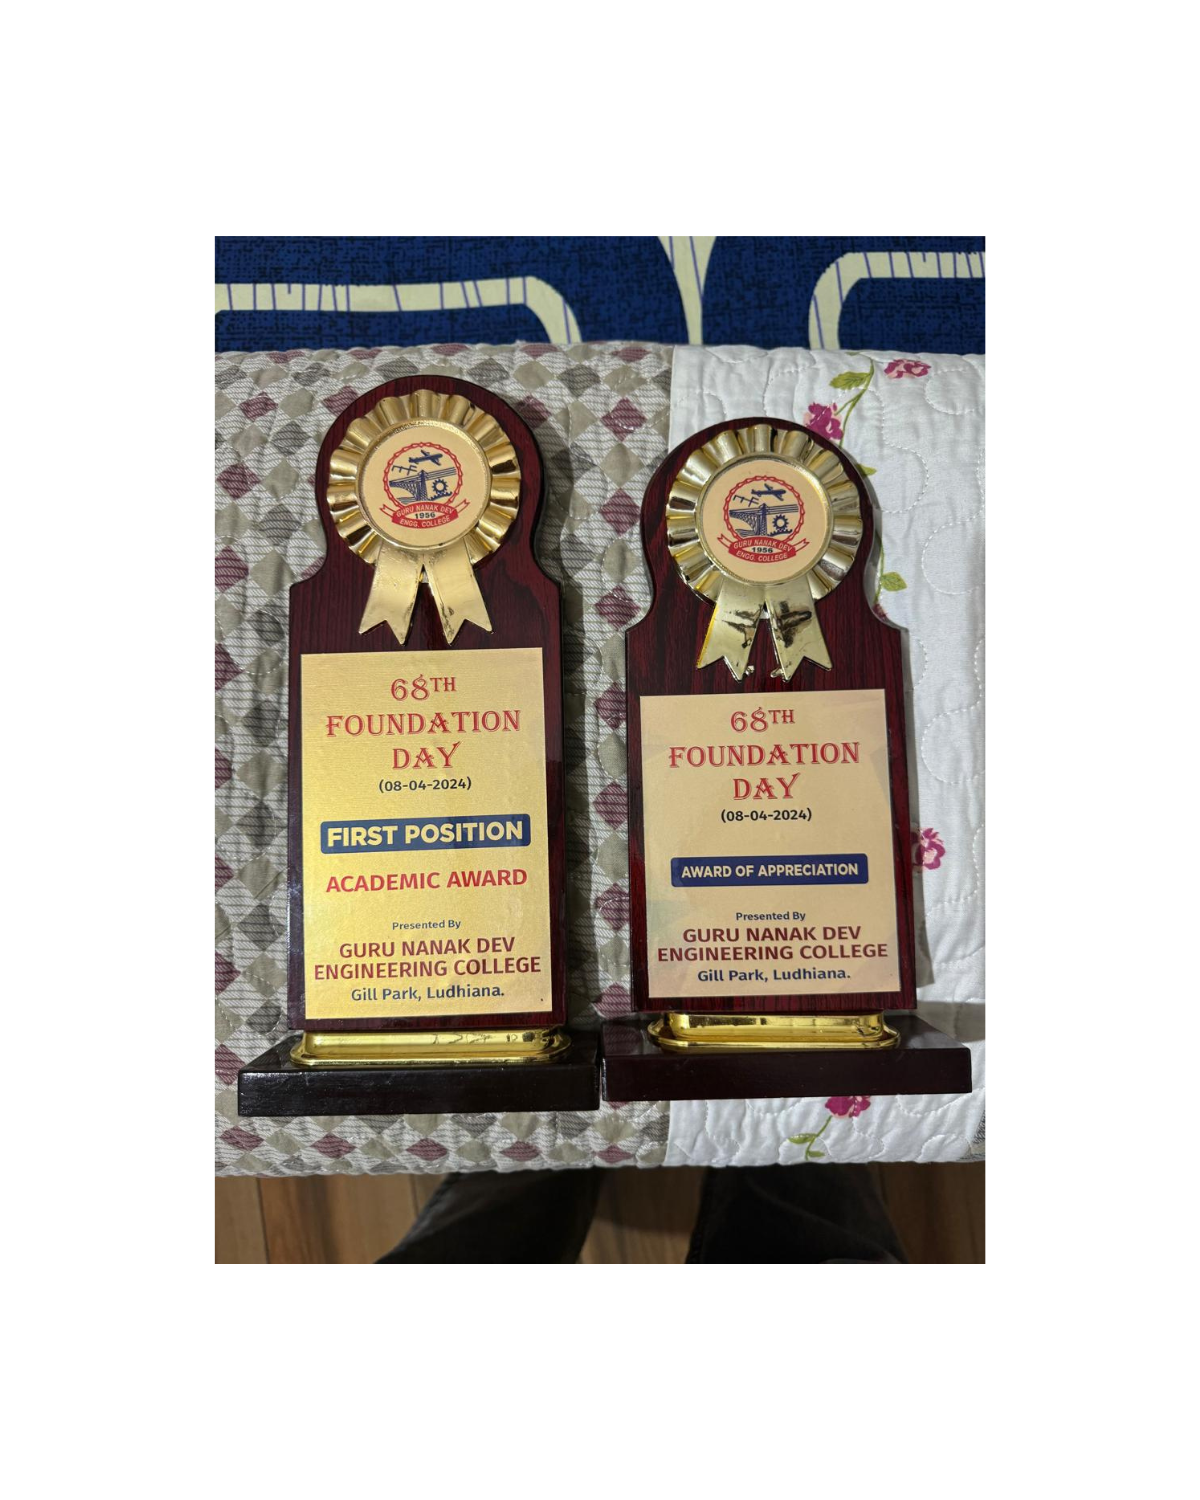 GURU NANAK DEV
1956
ENGG. COLLEGE
68TH
FOUNDATION
DAY
(08-04-2024)
FIRST POSITION
ACADEMIC AWARD
Presented By
GURU NANAK DEV
ENGINEERING COLLEGE
Gill Park, Ludhiana.
GURU NANAK DEV
1956
ENGG. COLLEGE
68TH
FOUNDATION
DAY
(08-04-2024)
AWARD OF APPRECIATION
Presented By
GURU NANAK DEV
ENGINEERING COLLEGE
Gill Park, Ludhiana.